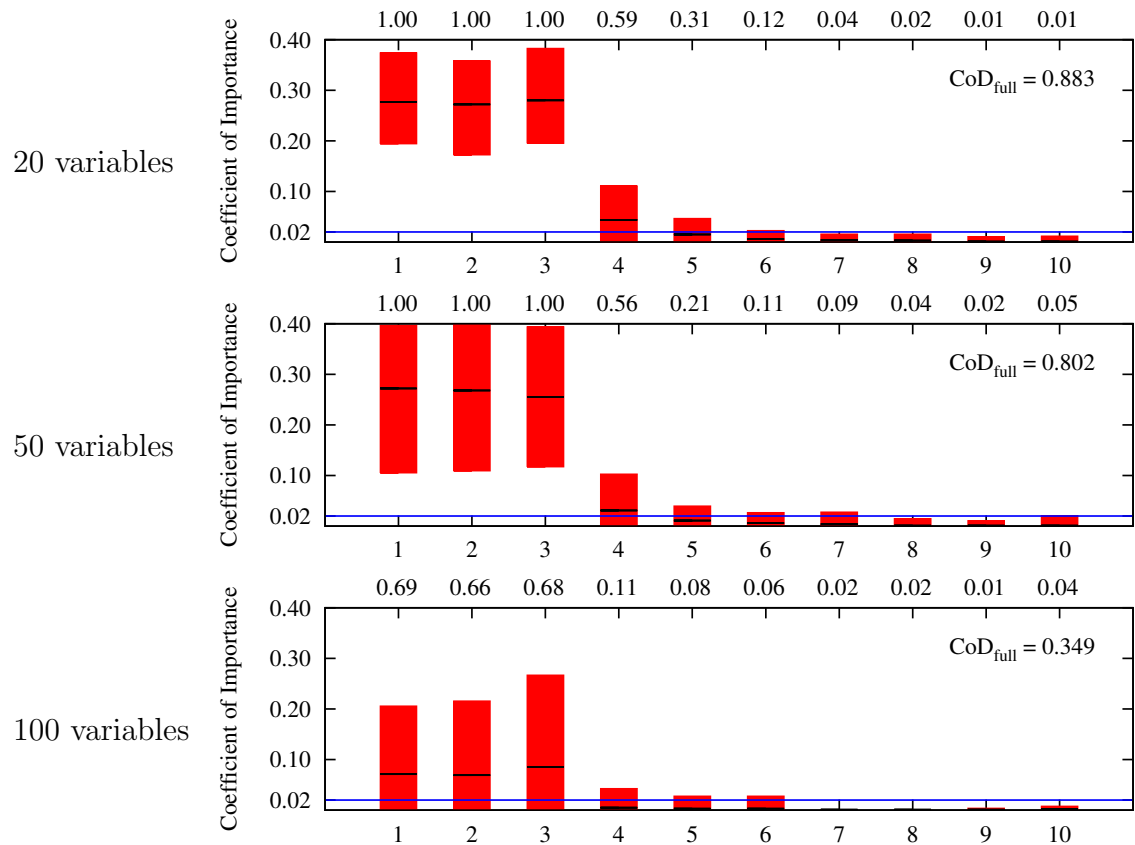 1.00 1.00 1.00 0.59 0.31 0.12 0.04 0.02 0.01 0.01
0.40
0.30
0.20
0.10
0.02
Coefficient of Importance
CoD_full = 0.883
20 variables
1 2 3 4 5 6 7 8 9 10
1.00 1.00 1.00 0.56 0.21 0.11 0.09 0.04 0.02 0.05
0.40
0.30
0.20
0.10
0.02
Coefficient of Importance
CoD_full = 0.802
50 variables
1 2 3 4 5 6 7 8 9 10
0.69 0.66 0.68 0.11 0.08 0.06 0.02 0.02 0.01 0.04
0.40
0.30
0.20
0.10
0.02
Coefficient of Importance
CoD_full = 0.349
100 variables
1 2 3 4 5 6 7 8 9 10